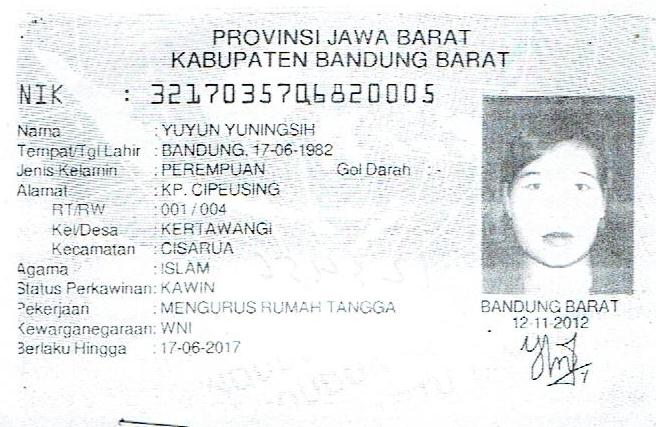 PROVINSI JAWA BARAT
KABUPATEN BANDUNG BARAT
NIK : 3217035706820005
Nama : YUYUN YUNINGSIH
Tempat/Tgl Lahir : BANDUNG, 17-06-1982
Jenis Kelamin : PEREMPUAN Gol Darah : -
Alamat : KP. CIPEUSING
RT/RW : 001 / 004
Kel/Desa : KERTAWANGI
Kecamatan : CISARUA
Agama : ISLAM
Status Perkawinan: KAWIN
Pekerjaan : MENGURUS RUMAH TANGGA
Kewarganegaraan: WNI
Berlaku Hingga : 17-06-2017
BANDUNG BARAT
12-11-2012